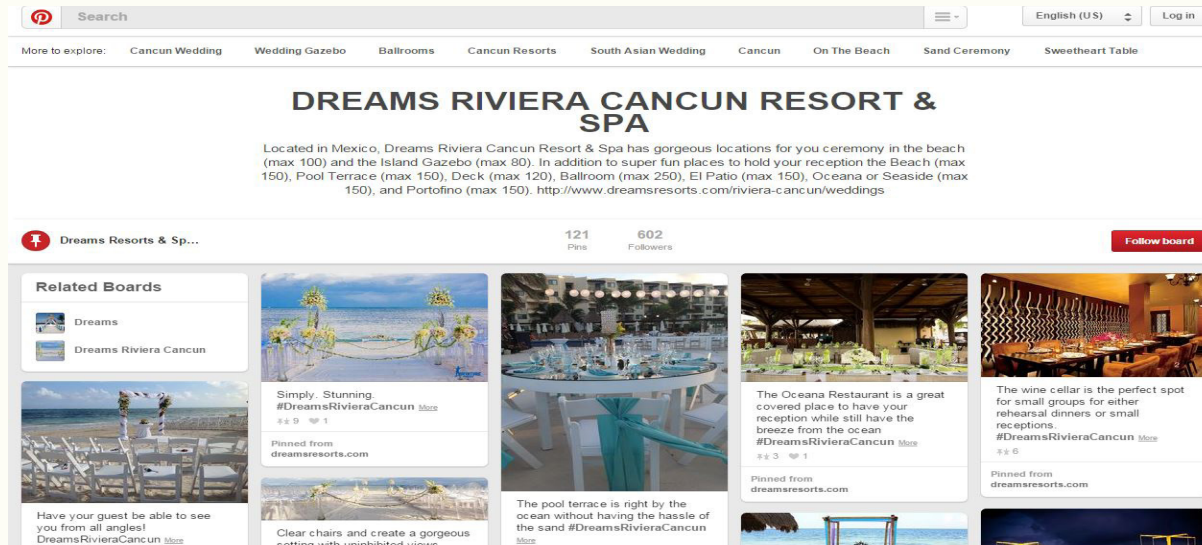 Search
English (US)
Log in
More to explore: Cancun Wedding Wedding Gazebo Ballrooms Cancun Resorts South Asian Wedding Cancun On The Beach Sand Ceremony Sweetheart Table
DREAMS RIVIERA CANCUN RESORT &
SPA
Located in Mexico, Dreams Riviera Cancun Resort & Spa has gorgeous locations for you ceremony in the beach
(max 100) and the Island Gazebo (max 80). In addition to super fun places to hold your reception the Beach (max
150), Pool Terrace (max 150), Deck (max 120), Ballroom (max 250), El Patio (max 150), Oceana or Seaside (max
150), and Portofino (max 150). http://www.dreamsresorts.com/riviera-cancun/weddings
Dreams Resorts & Sp...
121
Pins
602
Followers
Follow board
Related Boards
Dreams
Dreams Riviera Cancun
Have your guest be able to see
you from all angles!
DreamsRivieraCancun More
Simply. Stunning.
#DreamsRivieraCancun More
9 1
Pinned from
dreamsresorts.com
Clear chairs and create a gorgeous
setting with uninhibited views
The pool terrace is right by the
ocean without having the hassle of
the sand #DreamsRivieraCancun
More
The Oceana Restaurant is a great
covered place to have your
reception while still have the
breeze from the ocean
#DreamsRivieraCancun More
3 1
Pinned from
dreamsresorts.com
The wine cellar is the perfect spot
for small groups for either
rehearsal dinners or small
receptions.
#DreamsRivieraCancun More
6
Pinned from
dreamsresorts.com